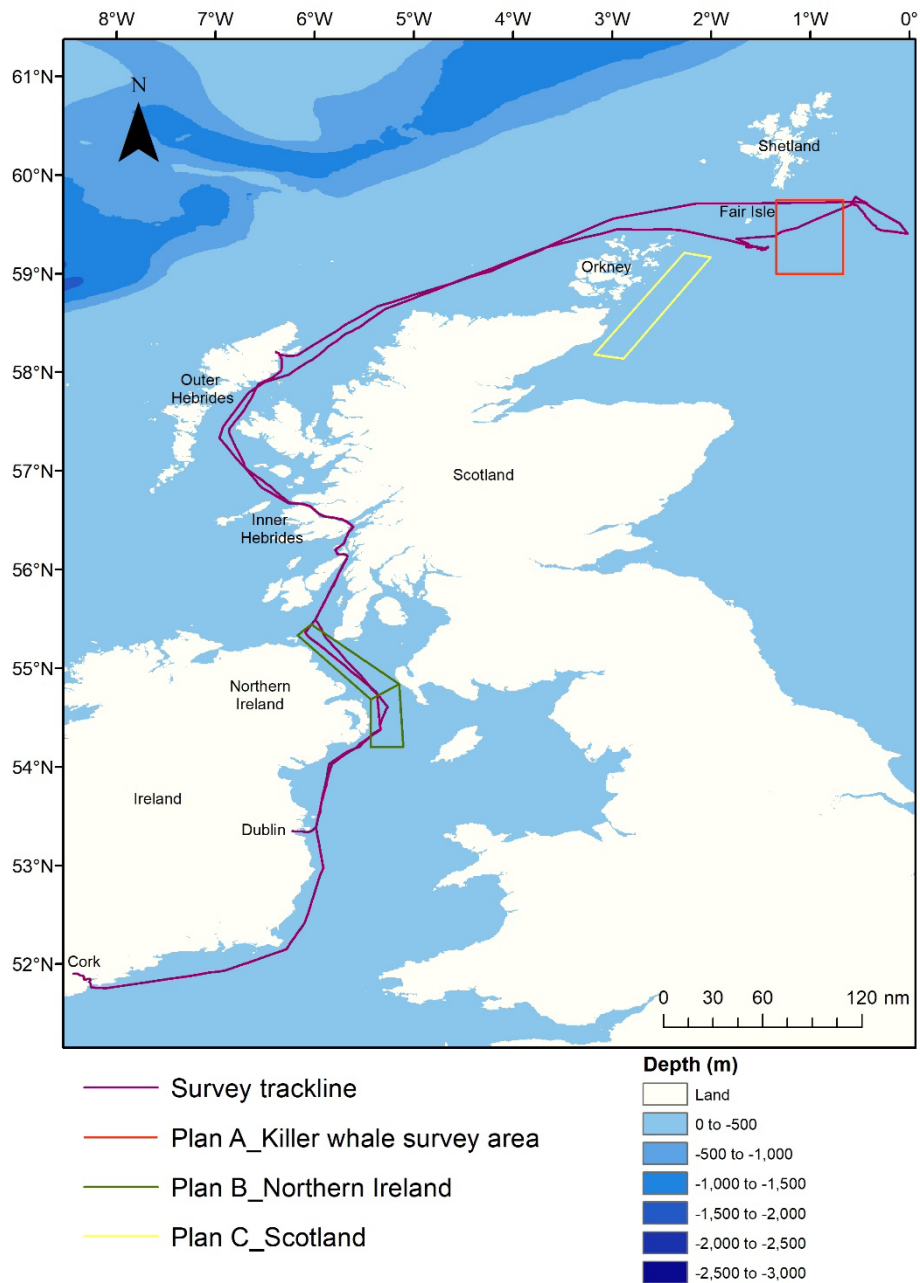 8°W 7°W 6°W 5°W 4°W 3°W 2°W 1°W 0°
61°N
N
60°N
Shetland
Fair Isle
59°N
Orkney
58°N
Outer
Hebrides
57°N
Scotland
Inner
Hebrides
56°N
55°N
Northern
Ireland
54°N
Ireland
Dublin
53°N
52°N
Cork
0 30 60 120 nm
Survey trackline
Plan A_Killer whale survey area
Plan B_Northern Ireland
Plan C_Scotland
Depth (m)
Land
0 to -500
-500 to -1,000
-1,000 to -1,500
-1,500 to -2,000
-2,000 to -2,500
-2,500 to -3,000